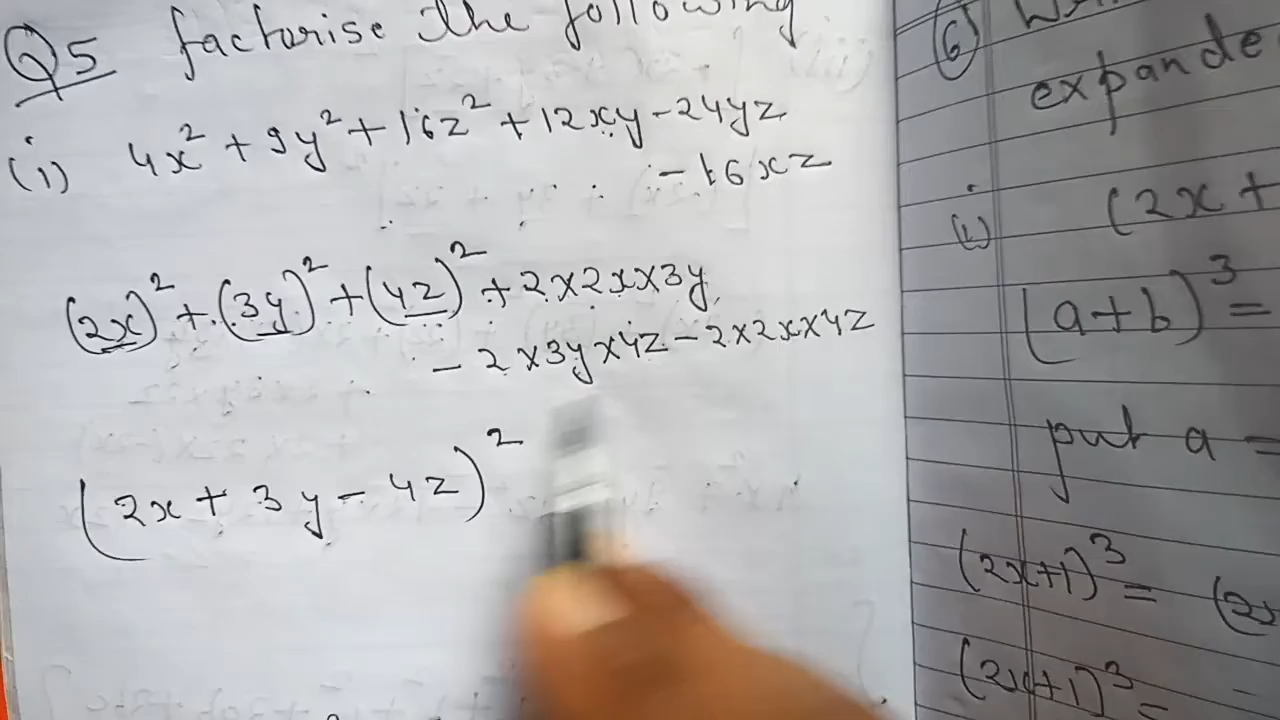 Q5 factorise the following
(i) 4x² + 9y² + 16z² + 12xy - 24yz
- 16xz
(2x)² + (3y)² + (4z)² + 2×2x×3y
- 2×3y×4z - 2×2x×4z
(2x + 3y - 4z)²
(6)
expande
(i) (2x +
(a+b)³ =
put a =
(2x+1)³ = (2x
(2x+1)³ =